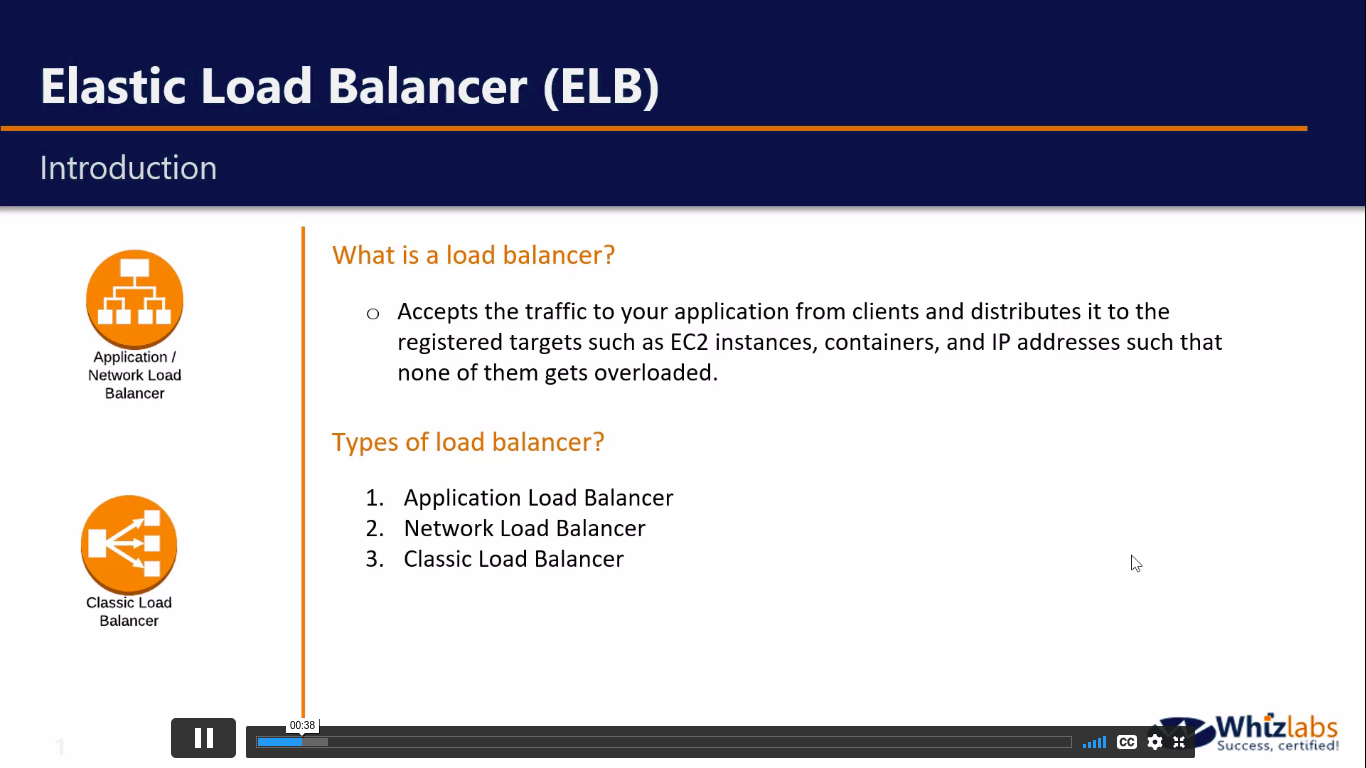 Elastic Load Balancer (ELB)
Introduction
Application /
Network Load
Balancer
Classic Load
Balancer
What is a load balancer?
o Accepts the traffic to your application from clients and distributes it to the
registered targets such as EC2 instances, containers, and IP addresses such that
none of them gets overloaded.
Types of load balancer?
1. Application Load Balancer
2. Network Load Balancer
3. Classic Load Balancer
1
00:38
CC
Whizlabs
Success, certified!